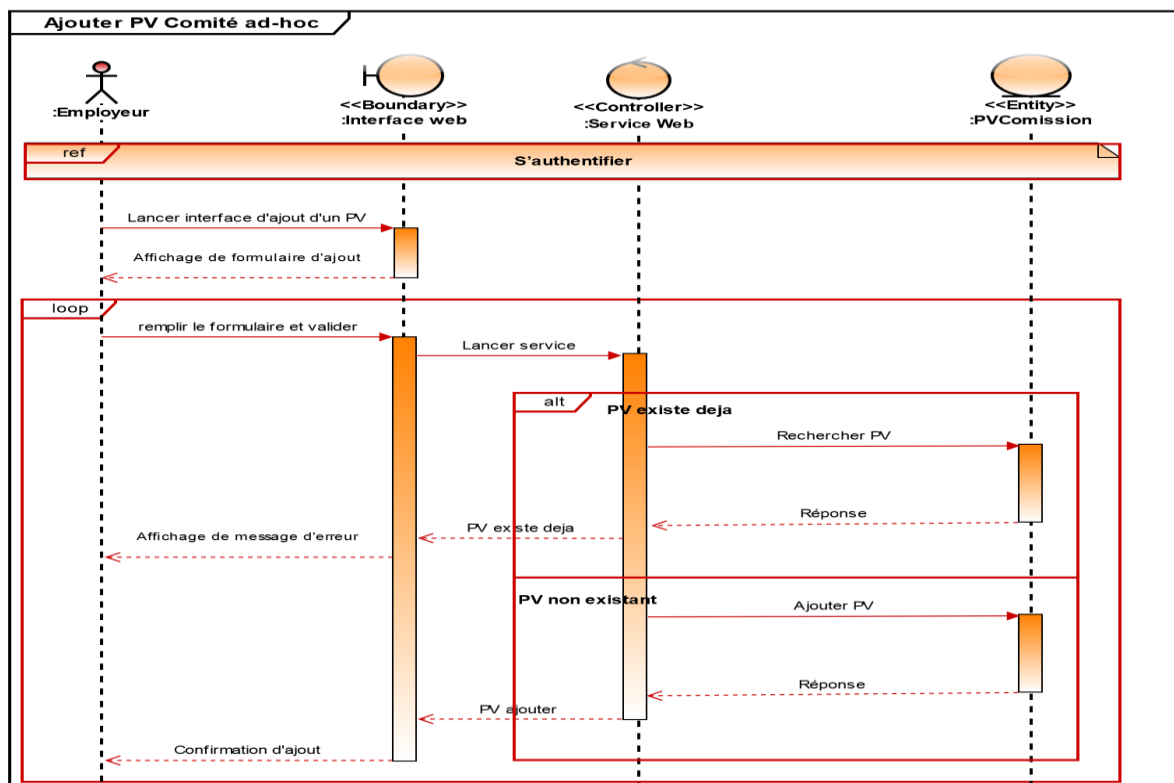 Ajouter PV Comité ad-hoc
:Employeur
<<Boundary>>
:Interface web
<<Controller>>
:Service Web
<<Entity>>
:PVComission
ref
S'authentifier
Lancer interface d'ajout d'un PV
Affichage de formulaire d'ajout
loop
remplir le formulaire et valider
Lancer service
alt
PV existe deja
Rechercher PV
Réponse
PV existe deja
Affichage de message d'erreur
PV non existant
Ajouter PV
Réponse
PV ajouter
Confirmation d'ajout